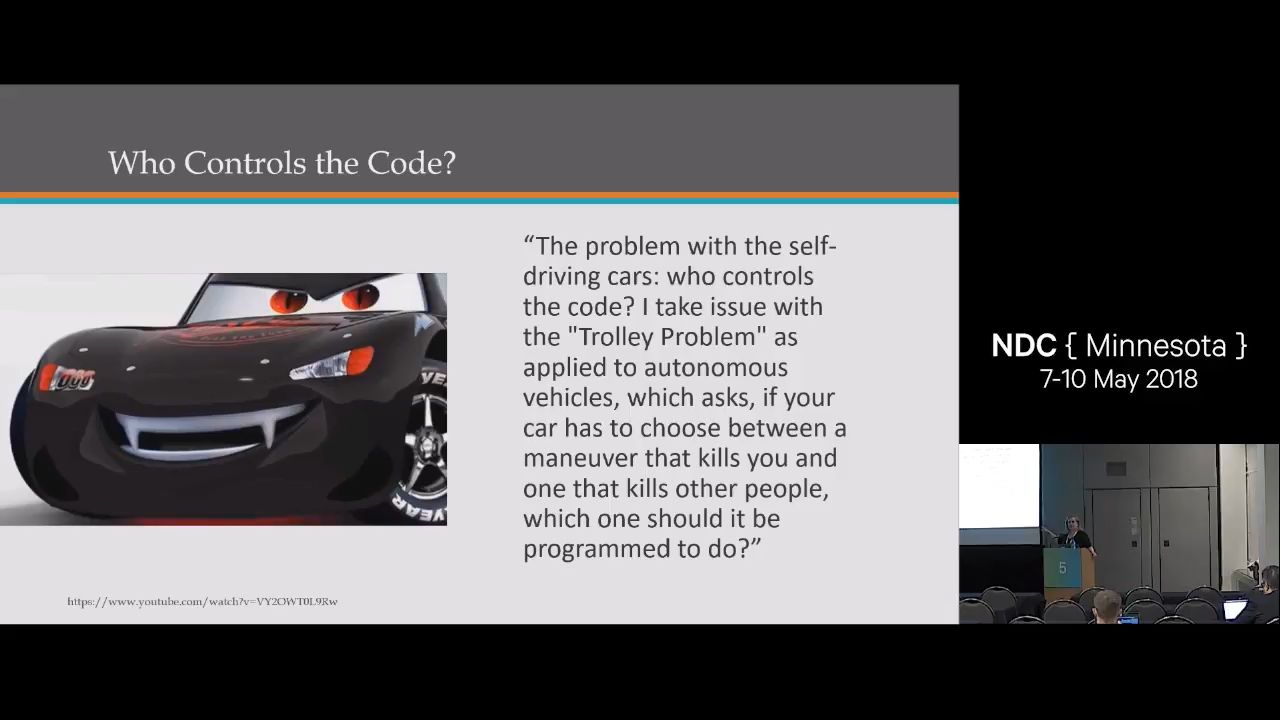 Who Controls the Code?
“The problem with the self-
driving cars: who controls
the code? I take issue with
the "Trolley Problem" as
applied to autonomous
vehicles, which asks, if your
car has to choose between a
maneuver that kills you and
one that kills other people,
which one should it be
programmed to do?”
https://www.youtube.com/watch?v=VY2OWT0L9Rw
NDC { Minnesota }
7-10 May 2018
5